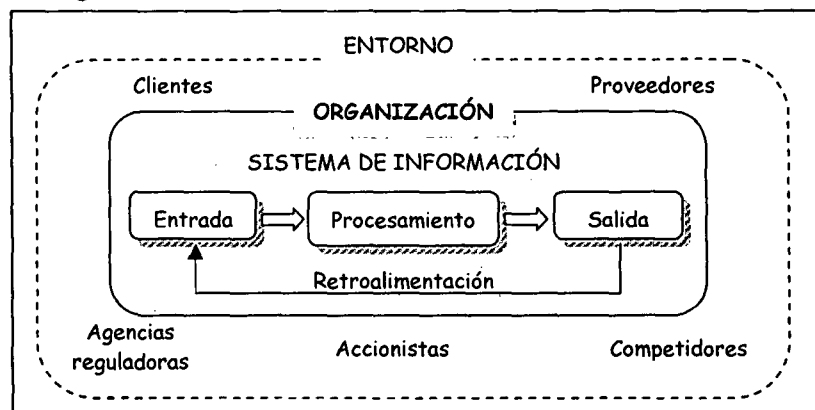 ENTORNO
Clientes
Proveedores
ORGANIZACIÓN
SISTEMA DE INFORMACIÓN
Entrada
Procesamiento
Salida
Retroalimentación
Agencias
reguladoras
Accionistas
Competidores